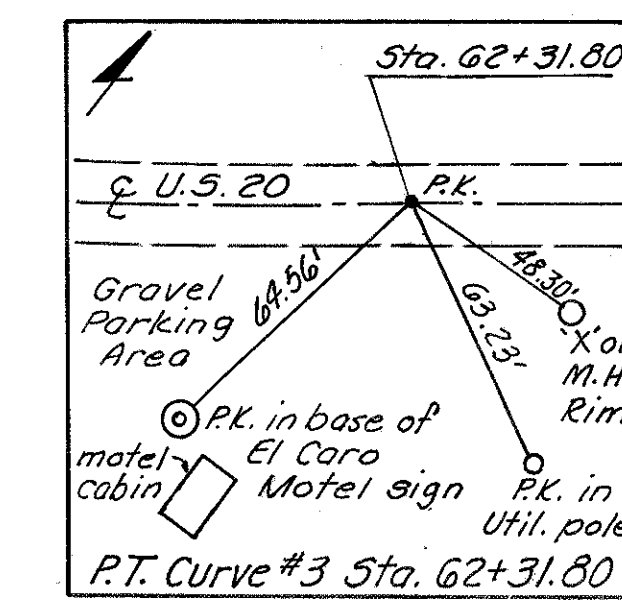 Sta. 62+31.80
℄ U.S. 20
P.K.
64.56'
63.23'
48.30'
Gravel
Parking
Area
'X' on
M.H.
Rim
P.K. in base of
El Caro
Motel sign
motel
cabin
P.K. in
Util. pole
P.T. Curve #3 Sta. 62+31.80